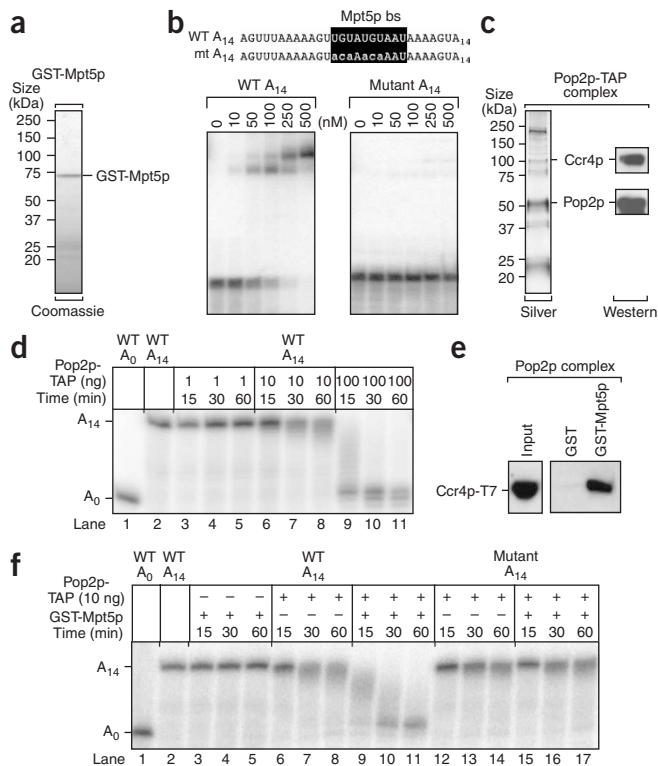 a
GST-Mpt5p
Size
(kDa)
250
150
100
75
50
37
25
20
GST-Mpt5p
Coomassie
b
Mpt5p bs
WT A14 AGUUUAAAAAGUUGUAUGUAAUAAAAGUA14
mt A14 AGUUUAAAAAGUacaAacaAAUAAAAGUA14
WT A14
Mutant A14
0 10 50 100 250 500 (nM) 0 10 50 100 250 500
c
Pop2p-TAP
complex
Size
(kDa)
250
150
100
75
50
37
25
20
Ccr4p
Pop2p
Silver
Western
d
WT A0
WT A14
WT A14
Pop2p-
TAP (ng) 1 1 1 10 10 10 100 100 100
Time (min) 15 30 60 15 30 60 15 30 60
A14
A0
Lane 1 2 3 4 5 6 7 8 9 10 11
e
Pop2p complex
Input
GST
GST-Mpt5p
Ccr4p-T7
f
WT A0
WT A14
WT A14
Mutant A14
Pop2p-
TAP (10 ng) – – – + + + + + + + + + + + +
GST-Mpt5p + + + – – – + + + – – – + + +
Time (min) 15 30 60 15 30 60 15 30 60 15 30 60 15 30 60
A14
A0
Lane 1 2 3 4 5 6 7 8 9 10 11 12 13 14 15 16 17